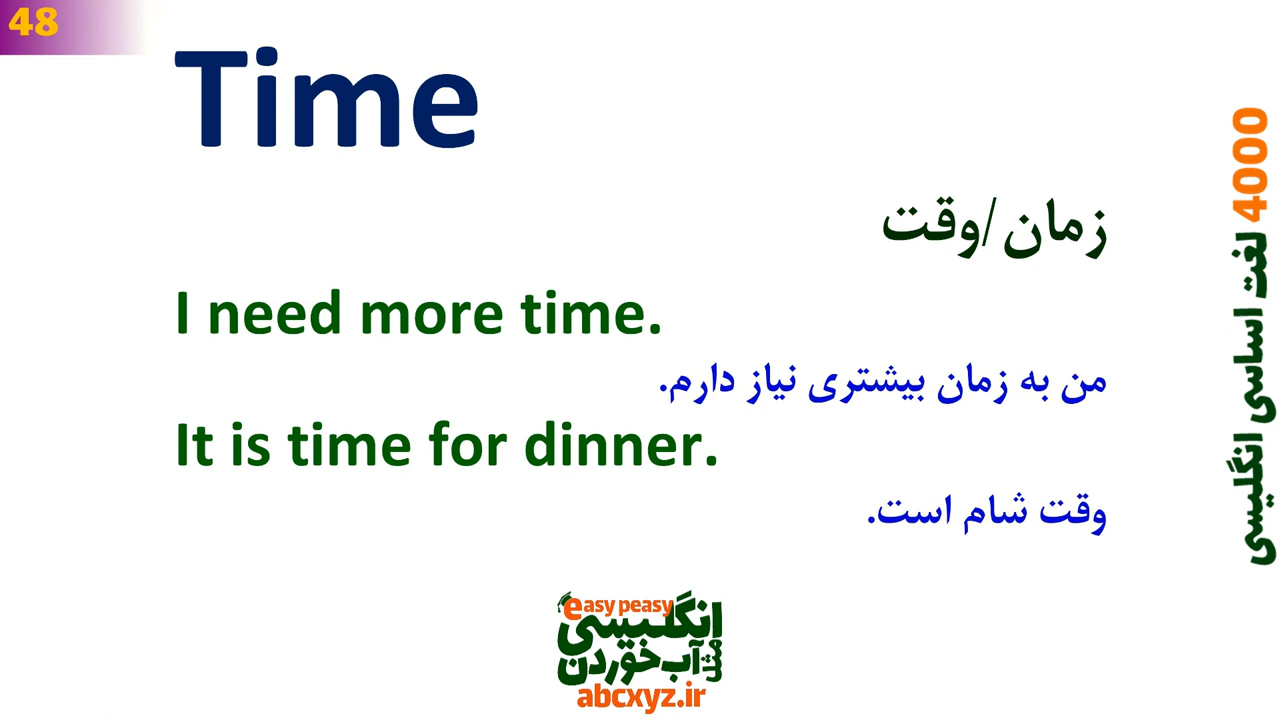 48
Time
زمان/وقت
I need more time.
من به زمان بیشتری نیاز دارم.
It is time for dinner.
وقت شام است.
4000 لغت اساسی انگلیسی
easy peasy
انگلیسی
مثل آب خوردن
abcxyz.ir